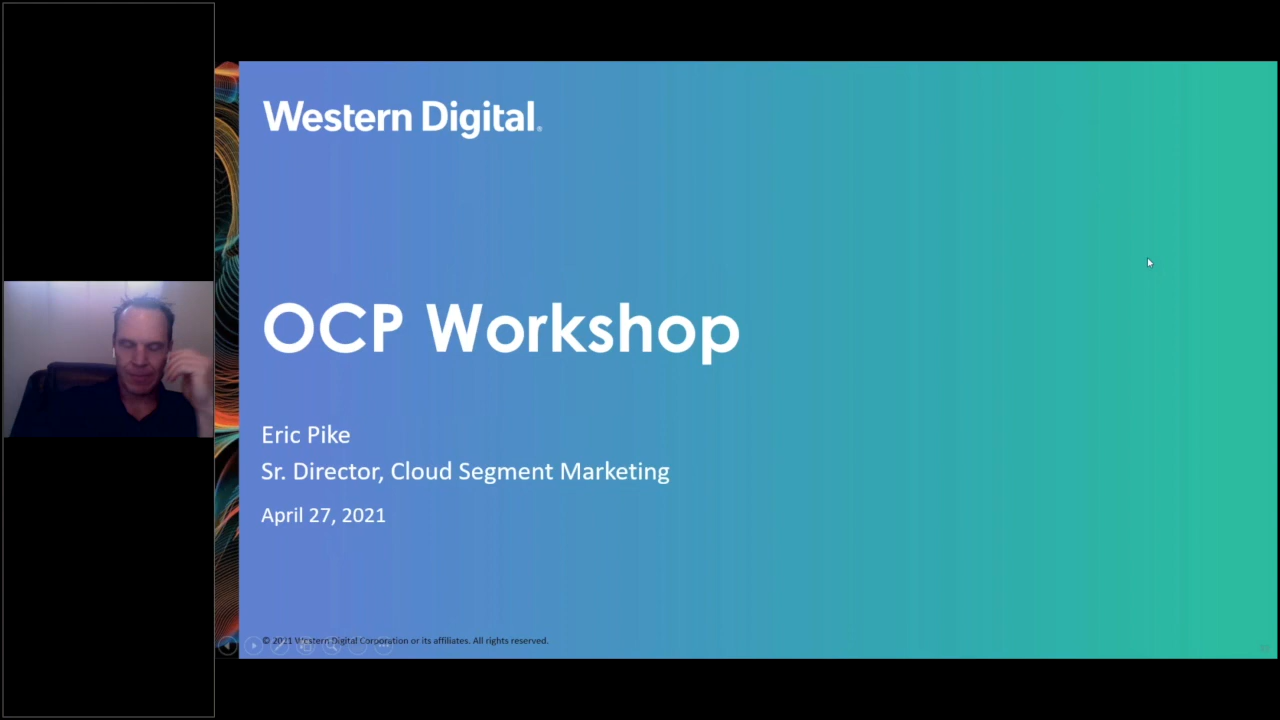 Western Digital®
OCP Workshop
Eric Pike
Sr. Director, Cloud Segment Marketing
April 27, 2021
© 2021 Western Digital Corporation or its affiliates. All rights reserved.